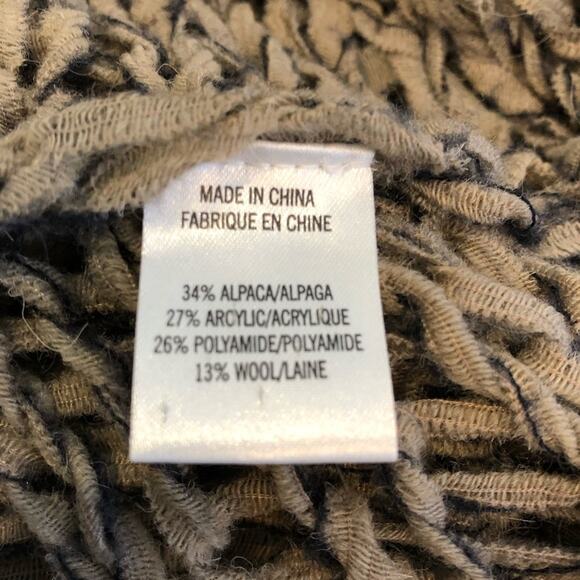 MADE IN CHINA
FABRIQUE EN CHINE
34% ALPACA/ALPAGA
27% ARCYLIC/ACRYLIQUE
26% POLYAMIDE/POLYAMIDE
13% WOOL/LAINE